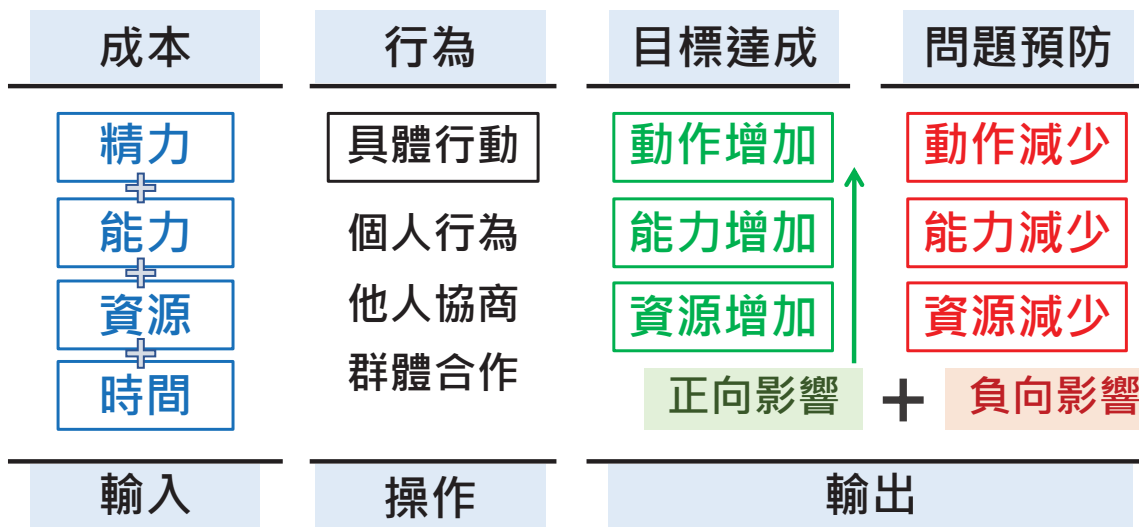 成本
行為
目標達成
問題預防
精力
+
能力
+
資源
+
時間
具體行動
個人行為
他人協商
群體合作
動作增加
能力增加
資源增加
動作減少
能力減少
資源減少
正向影響 + 負向影響
輸入
操作
輸出